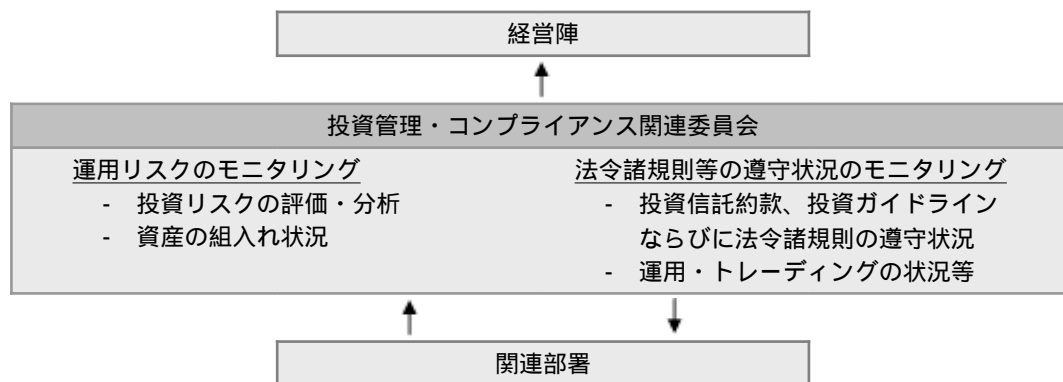 経営陣
投資管理・コンプライアンス関連委員会
運用リスクのモニタリング
- 投資リスクの評価・分析
- 資産の組入れ状況
法令諸規則等の遵守状況のモニタリング
- 投資信託約款、投資ガイドライン
ならびに法令諸規則の遵守状況
- 運用・トレーディングの状況等
関連部署